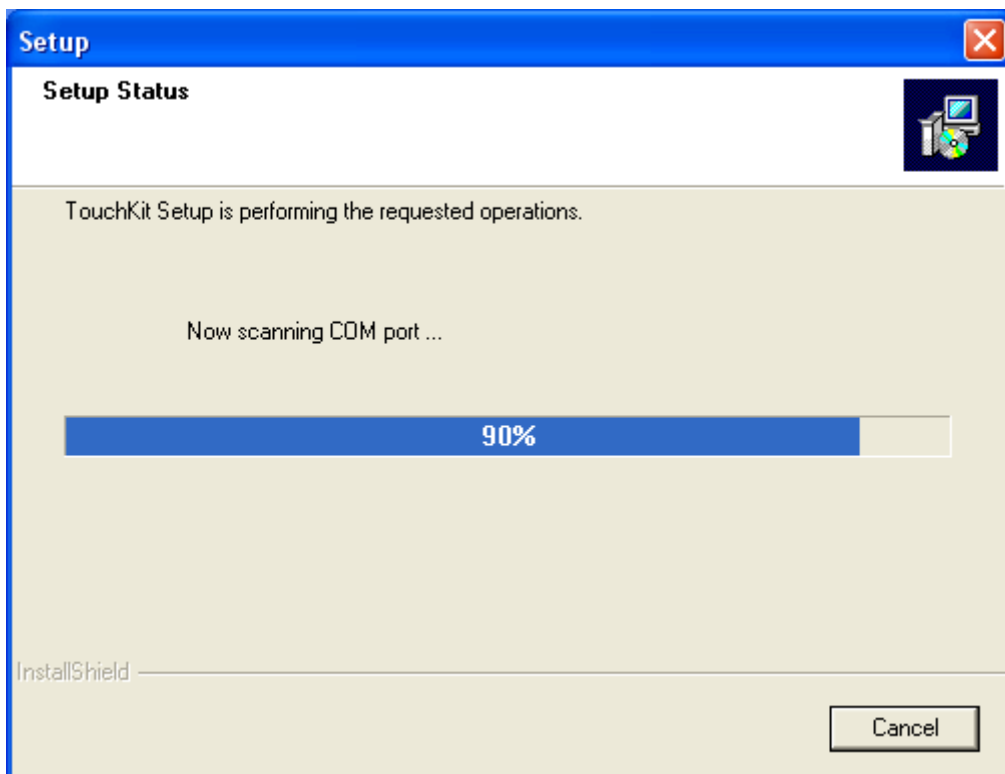 Setup
Setup Status
TouchKit Setup is performing the requested operations.
Now scanning COM port ...
90%
InstallShield
Cancel